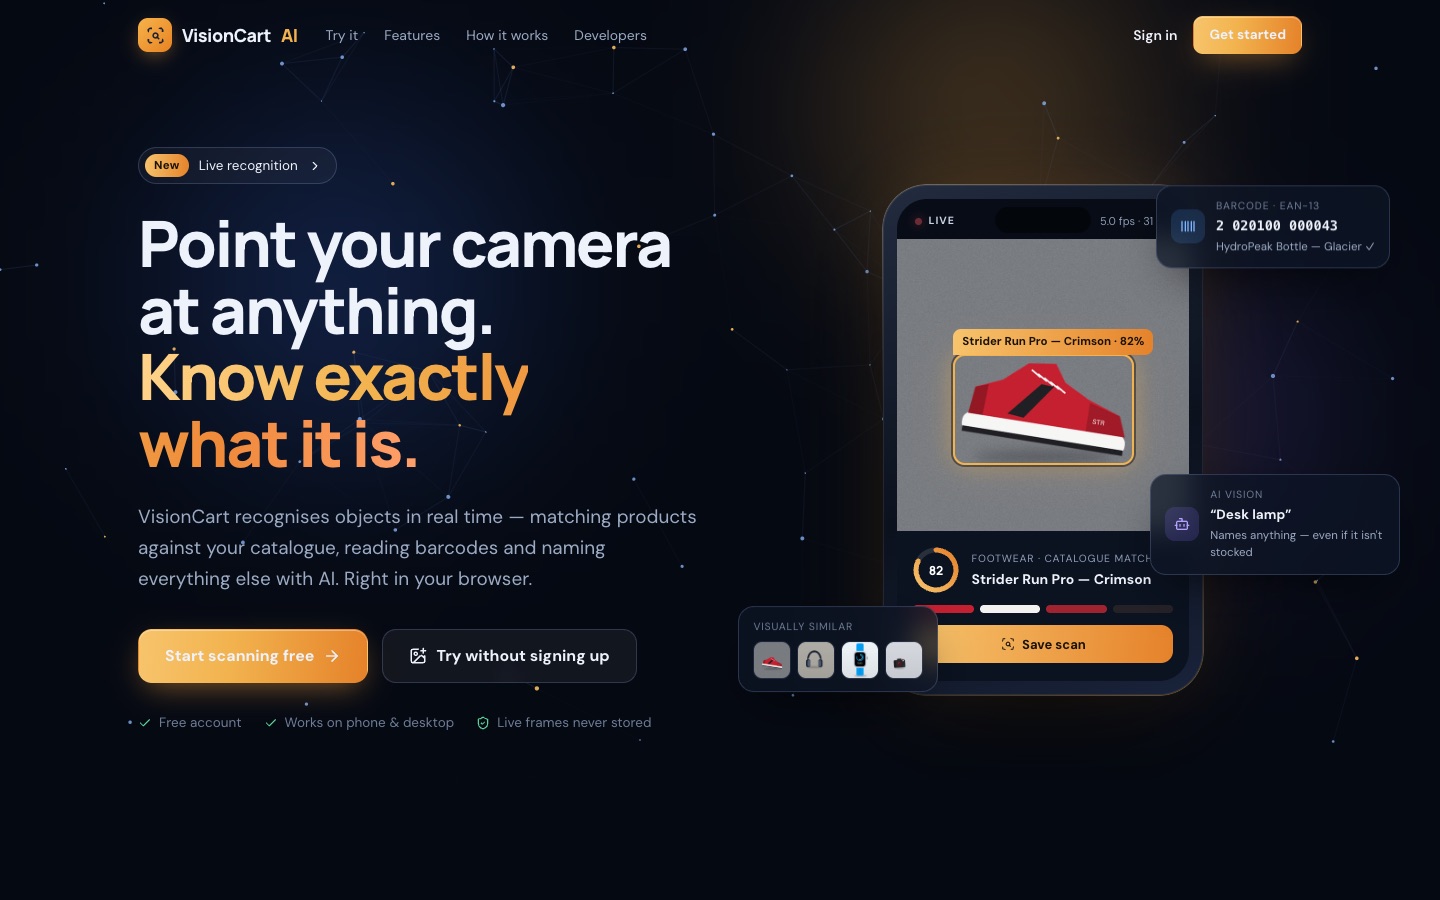 VisionCart AI
Try it
Features
How it works
Developers
Sign in
Get started
New
Live recognition
Point your camera
at anything.
Know exactly
what it is.
VisionCart recognises objects in real time — matching products
against your catalogue, reading barcodes and naming
everything else with AI. Right in your browser.
Start scanning free
Try without signing up
Free account
Works on phone & desktop
Live frames never stored
LIVE
5.0 fps · 31
BARCODE · EAN-13
2 020100 000043
HydroPeak Bottle — Glacier ✓
Strider Run Pro — Crimson · 82%
STR
AI VISION
“Desk lamp”
Names anything — even if it isn't
stocked
82
FOOTWEAR · CATALOGUE MATCH
Strider Run Pro — Crimson
VISUALLY SIMILAR
Save scan